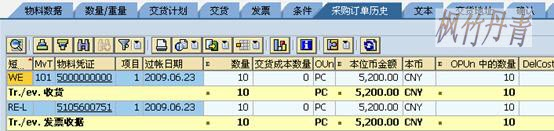 物料数据 数量/重量 交货计划 交货 发票 条件 采购订单历史 文本 交货地址 确认
枫竹丹青
短... MvT 物料凭证 项目 过帐日期 数量 交货成本数量 OUn 本位币金额 本币 OPUn 中的数量 DelCost
WE 101 5000000000 1 2009.06.23 10 0 PC 5,200.00 CNY 10
Tr./ev. 收货 10 PC 5,200.00 CNY 10
RE-L 5105600751 1 2009.06.23 10 0 PC 5,200.00 CNY 10
Tr./ev. 发票收据 10 PC 5,200.00 CNY 10